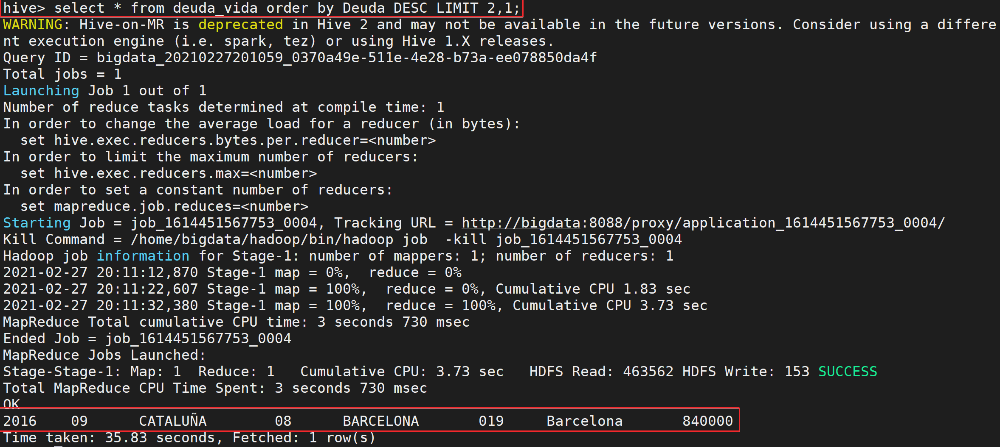 hive> select * from deuda_vida order by Deuda DESC LIMIT 2,1;
WARNING: Hive-on-MR is deprecated in Hive 2 and may not be available in the future versions. Consider using a differe
nt execution engine (i.e. spark, tez) or using Hive 1.X releases.
Query ID = bigdata_20210227201059_0370a49e-511e-4e28-b73a-ee078850da4f
Total jobs = 1
Launching Job 1 out of 1
Number of reduce tasks determined at compile time: 1
In order to change the average load for a reducer (in bytes):
  set hive.exec.reducers.bytes.per.reducer=<number>
In order to limit the maximum number of reducers:
  set hive.exec.reducers.max=<number>
In order to set a constant number of reducers:
  set mapreduce.job.reduces=<number>
Starting Job = job_1614451567753_0004, Tracking URL = http://bigdata:8088/proxy/application_1614451567753_0004/
Kill Command = /home/bigdata/hadoop/bin/hadoop job  -kill job_1614451567753_0004
Hadoop job information for Stage-1: number of mappers: 1; number of reducers: 1
2021-02-27 20:11:12,870 Stage-1 map = 0%,  reduce = 0%
2021-02-27 20:11:22,607 Stage-1 map = 100%,  reduce = 0%, Cumulative CPU 1.83 sec
2021-02-27 20:11:32,380 Stage-1 map = 100%,  reduce = 100%, Cumulative CPU 3.73 sec
MapReduce Total cumulative CPU time: 3 seconds 730 msec
Ended Job = job_1614451567753_0004
MapReduce Jobs Launched:
Stage-Stage-1: Map: 1  Reduce: 1   Cumulative CPU: 3.73 sec   HDFS Read: 463562 HDFS Write: 153 SUCCESS
Total MapReduce CPU Time Spent: 3 seconds 730 msec
OK
2016    09      CATALUÑA        08      BARCELONA       019     Barcelona       840000
Time taken: 35.83 seconds, Fetched: 1 row(s)